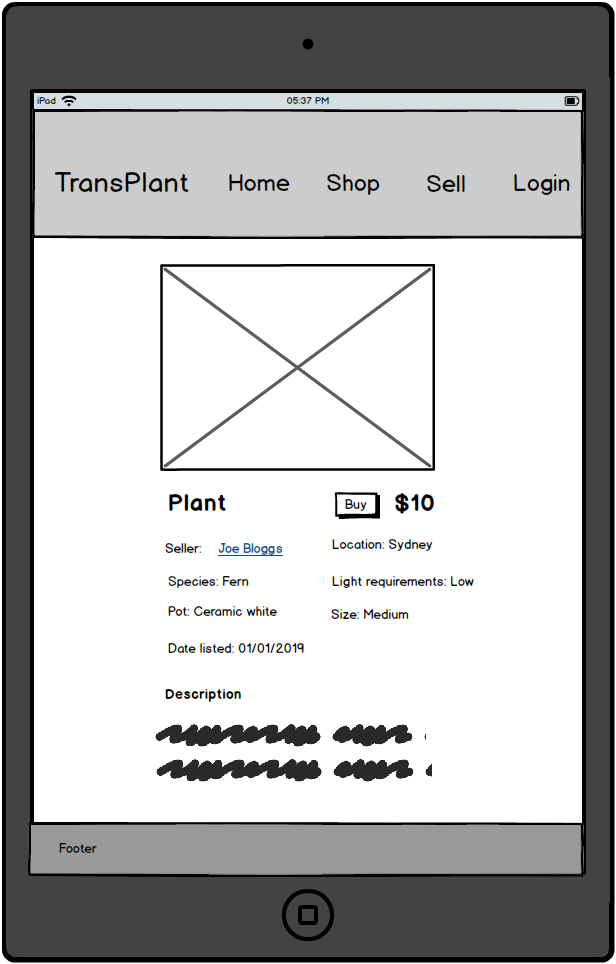 iPad 05:37 PM
TransPlant Home Shop Sell Login
Plant Buy $10
Seller: Joe Bloggs Location: Sydney
Species: Fern Light requirements: Low
Pot: Ceramic white Size: Medium
Date listed: 01/01/2019
Description
Footer